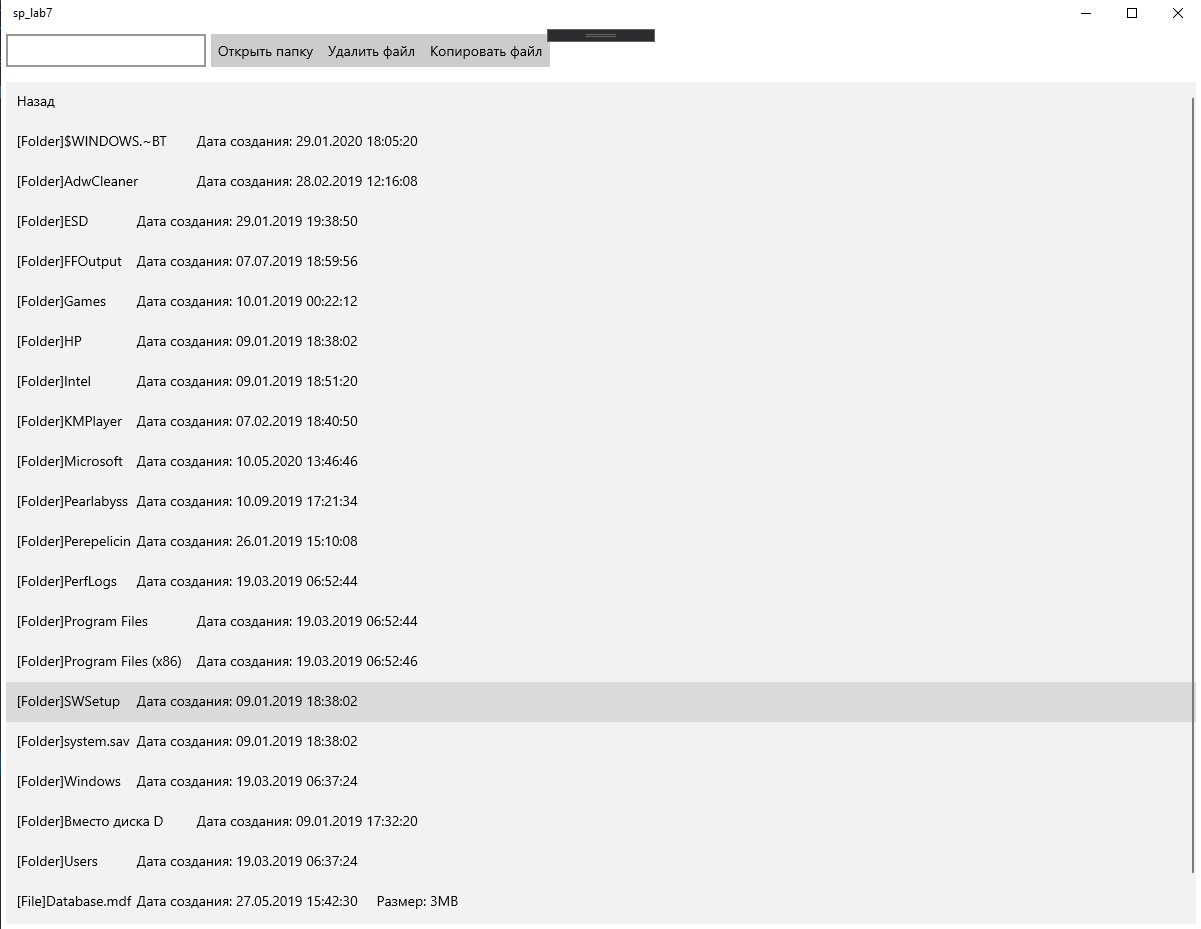 sp_lab7
Открыть папку Удалить файл Копировать файл
Назад
[Folder]$WINDOWS.~BT Дата создания: 29.01.2020 18:05:20
[Folder]AdwCleaner Дата создания: 28.02.2019 12:16:08
[Folder]ESD Дата создания: 29.01.2019 19:38:50
[Folder]FFOutput Дата создания: 07.07.2019 18:59:56
[Folder]Games Дата создания: 10.01.2019 00:22:12
[Folder]HP Дата создания: 09.01.2019 18:38:02
[Folder]Intel Дата создания: 09.01.2019 18:51:20
[Folder]KMPlayer Дата создания: 07.02.2019 18:40:50
[Folder]Microsoft Дата создания: 10.05.2020 13:46:46
[Folder]Pearlabyss Дата создания: 10.09.2019 17:21:34
[Folder]Perepelicin Дата создания: 26.01.2019 15:10:08
[Folder]PerfLogs Дата создания: 19.03.2019 06:52:44
[Folder]Program Files Дата создания: 19.03.2019 06:52:44
[Folder]Program Files (x86) Дата создания: 19.03.2019 06:52:46
[Folder]SWSetup Дата создания: 09.01.2019 18:38:02
[Folder]system.sav Дата создания: 09.01.2019 18:38:02
[Folder]Windows Дата создания: 19.03.2019 06:37:24
[Folder]Вместо диска D Дата создания: 09.01.2019 17:32:20
[Folder]Users Дата создания: 19.03.2019 06:37:24
[File]Database.mdf Дата создания: 27.05.2019 15:42:30 Размер: 3MB